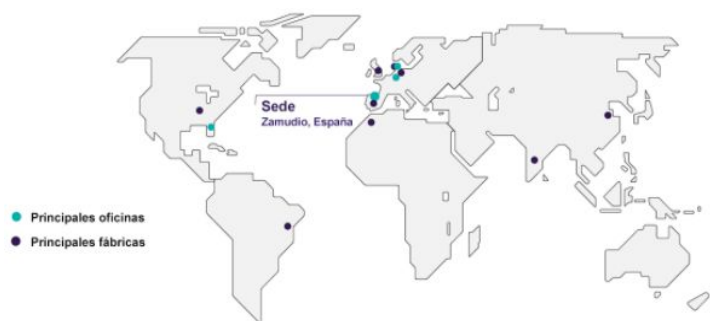 Sede
Zamudio, España
Principales oficinas
Principales fábricas